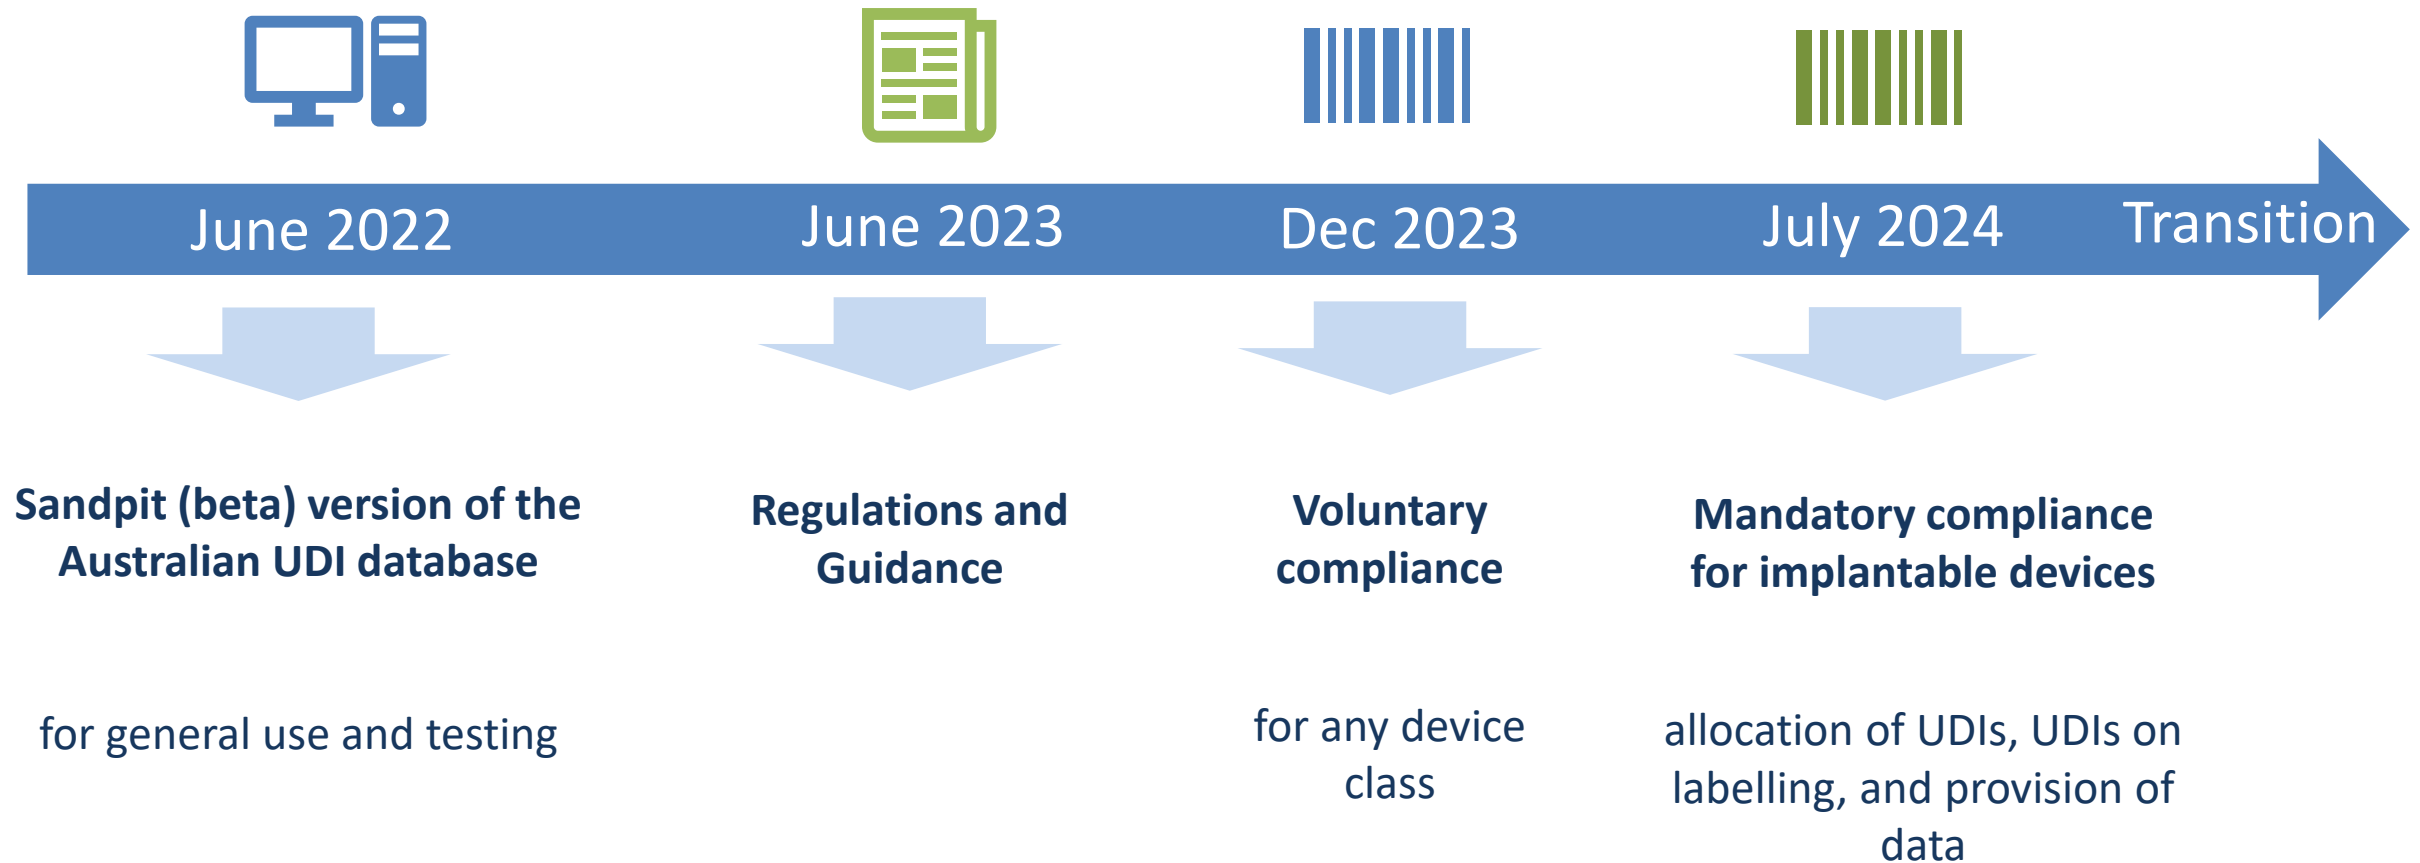 June 2022
June 2023
Dec 2023
July 2024
Transition
Sandpit (beta) version of the
Australian UDI database
for general use and testing
Regulations and
Guidance
Voluntary
compliance
for any device
class
Mandatory compliance
for implantable devices
allocation of UDIs, UDIs on
labelling, and provision of
data